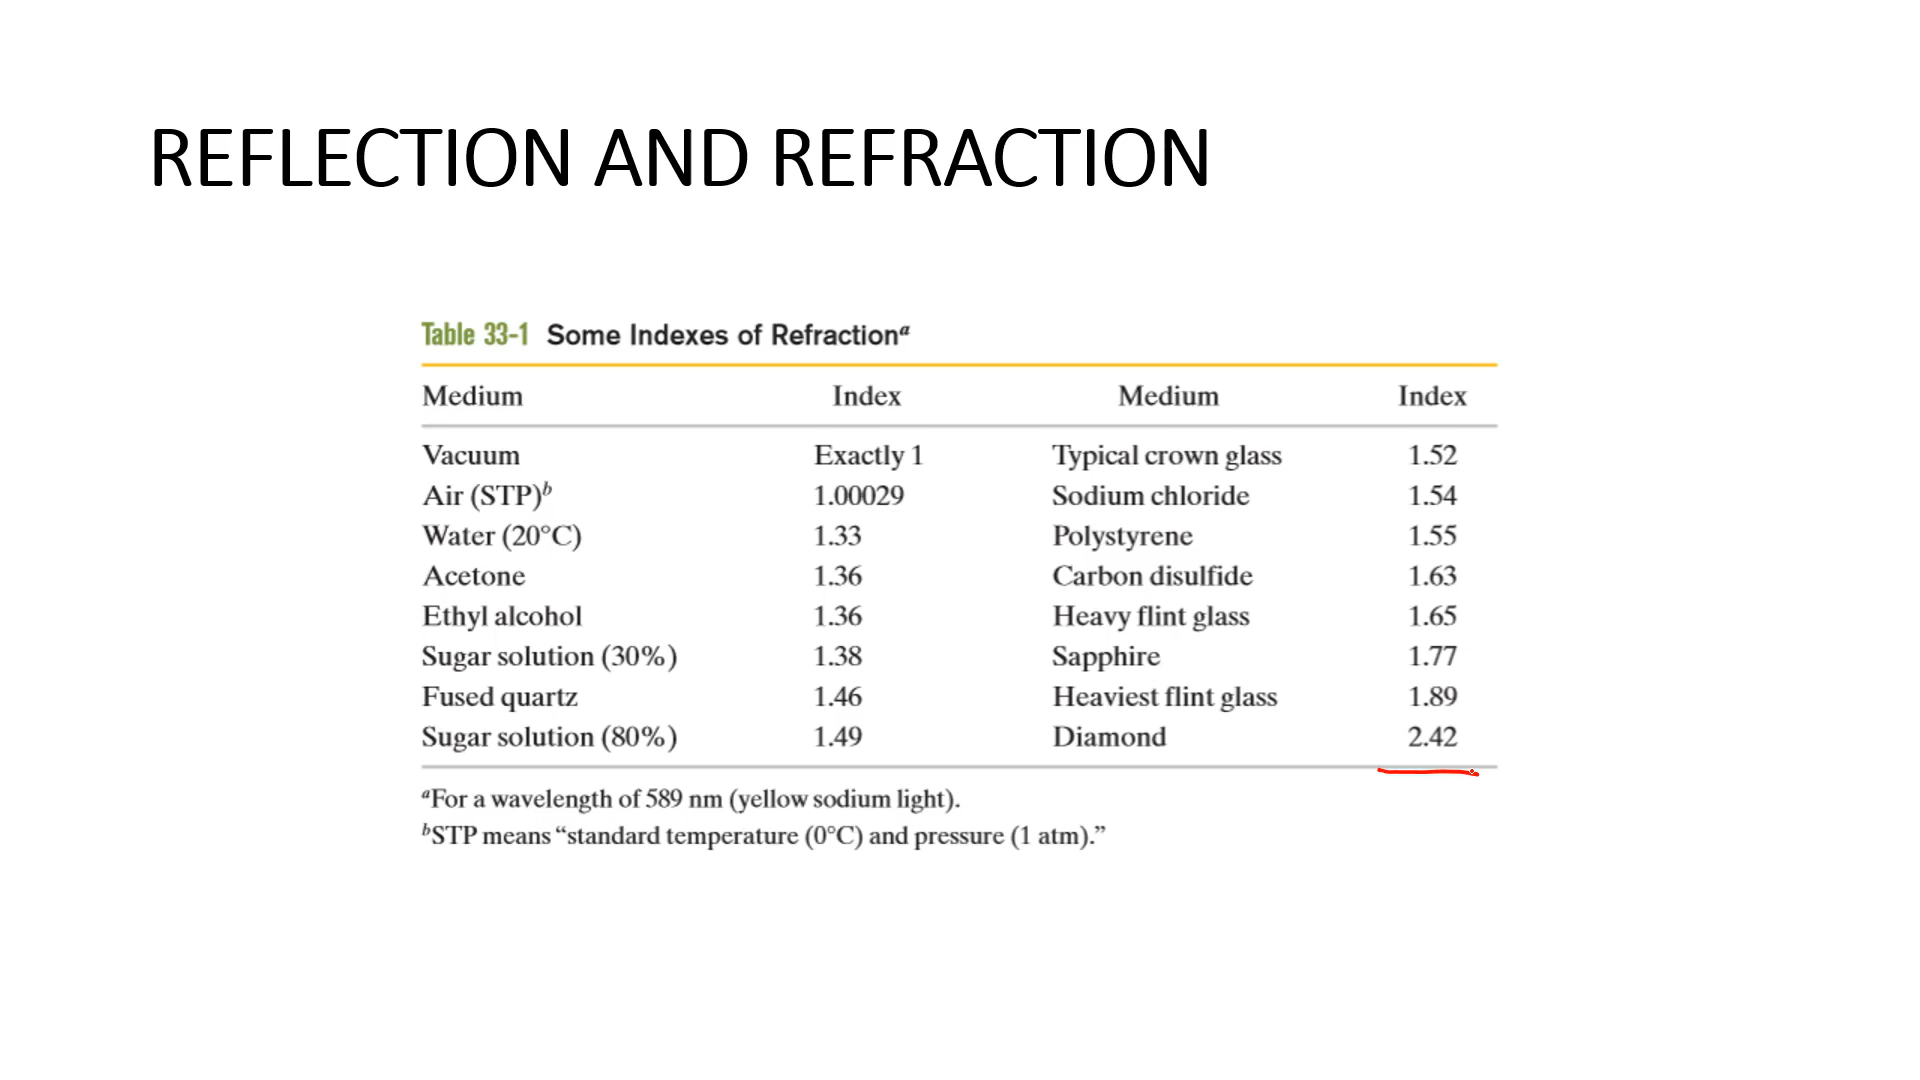 REFLECTION AND REFRACTION
Table 33-1 Some Indexes of Refractionᵃ
Medium Index Medium Index
Vacuum Exactly 1 Typical crown glass 1.52
Air (STP)ᵇ 1.00029 Sodium chloride 1.54
Water (20°C) 1.33 Polystyrene 1.55
Acetone 1.36 Carbon disulfide 1.63
Ethyl alcohol 1.36 Heavy flint glass 1.65
Sugar solution (30%) 1.38 Sapphire 1.77
Fused quartz 1.46 Heaviest flint glass 1.89
Sugar solution (80%) 1.49 Diamond 2.42
ᵃFor a wavelength of 589 nm (yellow sodium light).
ᵇSTP means “standard temperature (0°C) and pressure (1 atm).”